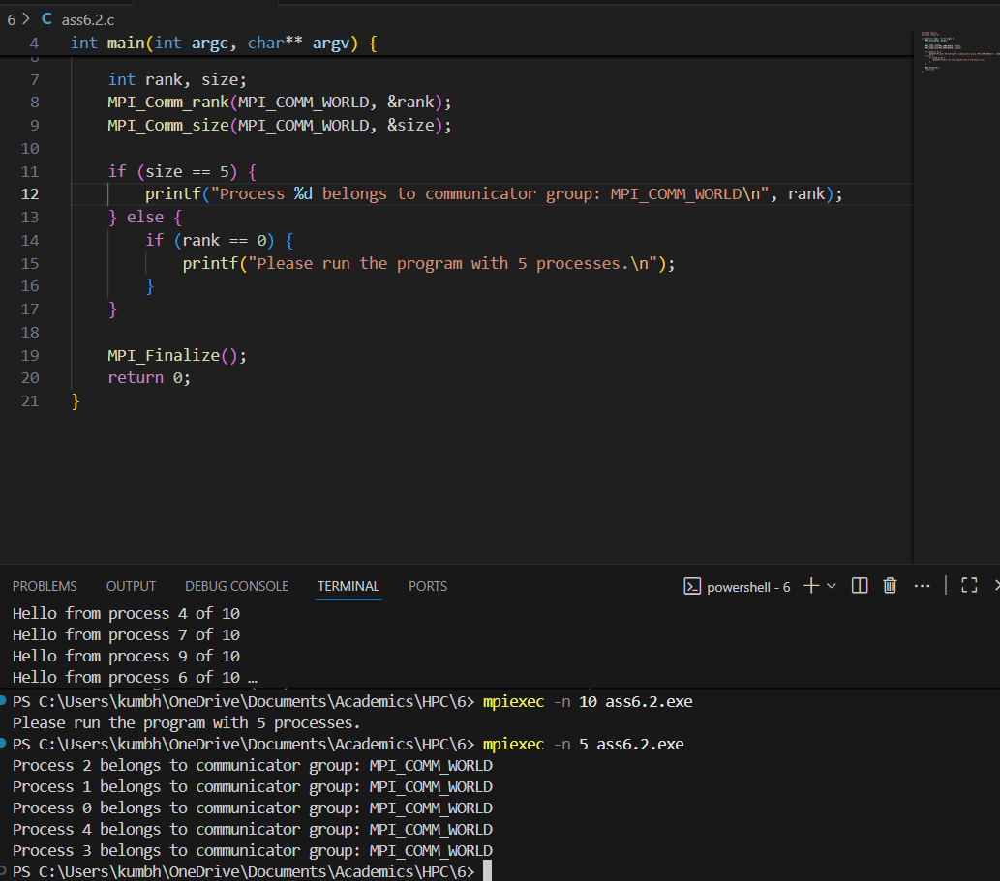 6 > C ass6.2.c
4 int main(int argc, char** argv) {
7 int rank, size;
8 MPI_Comm_rank(MPI_COMM_WORLD, &rank);
9 MPI_Comm_size(MPI_COMM_WORLD, &size);
10
11 if (size == 5) {
12 printf("Process %d belongs to communicator group: MPI_COMM_WORLD\n", rank);
13 } else {
14 if (rank == 0) {
15 printf("Please run the program with 5 processes.\n");
16 }
17 }
18
19 MPI_Finalize();
20 return 0;
21 }
PROBLEMS OUTPUT DEBUG CONSOLE TERMINAL PORTS powershell - 6
Hello from process 4 of 10
Hello from process 7 of 10
Hello from process 9 of 10
Hello from process 6 of 10 …
PS C:\Users\kumbh\OneDrive\Documents\Academics\HPC\6> mpiexec -n 10 ass6.2.exe
Please run the program with 5 processes.
PS C:\Users\kumbh\OneDrive\Documents\Academics\HPC\6> mpiexec -n 5 ass6.2.exe
Process 2 belongs to communicator group: MPI_COMM_WORLD
Process 1 belongs to communicator group: MPI_COMM_WORLD
Process 0 belongs to communicator group: MPI_COMM_WORLD
Process 4 belongs to communicator group: MPI_COMM_WORLD
Process 3 belongs to communicator group: MPI_COMM_WORLD
PS C:\Users\kumbh\OneDrive\Documents\Academics\HPC\6>